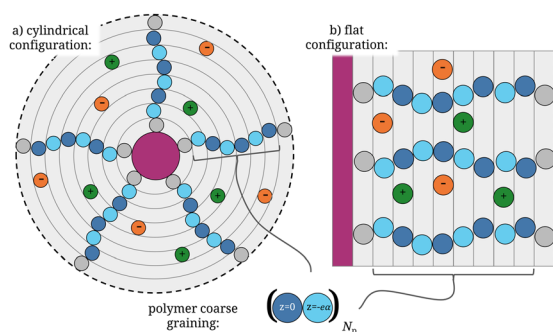 a) cylindrical
configuration:
b) flat
configuration:
polymer coarse
graining:
(z=0 z=-eα)
N_p